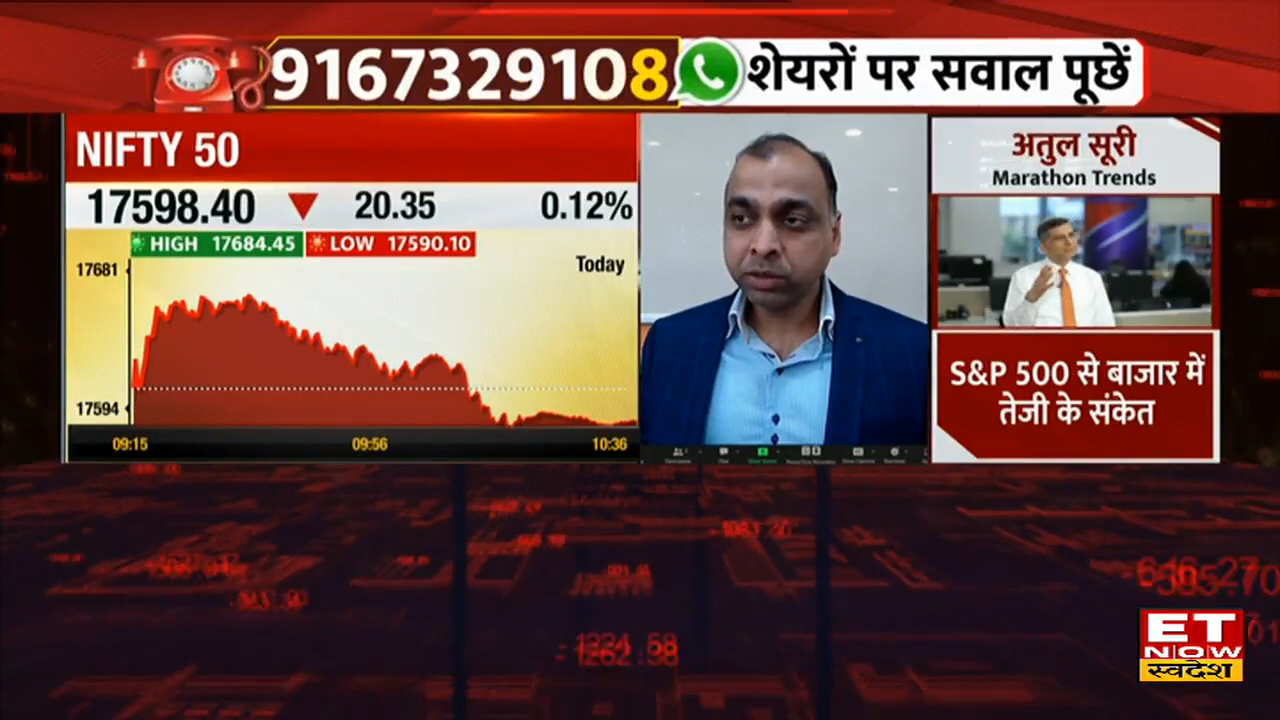 9167329108 शेयरों पर सवाल पूछें
NIFTY 50
17598.40 ▼ 20.35 0.12%
HIGH 17684.45 LOW 17590.10
Today
17681
17594
09:15 09:56 10:36
अतुल सूरी
Marathon Trends
S&P 500 से बाजार में
तेजी के संकेत
ET
NOW
स्वदेश